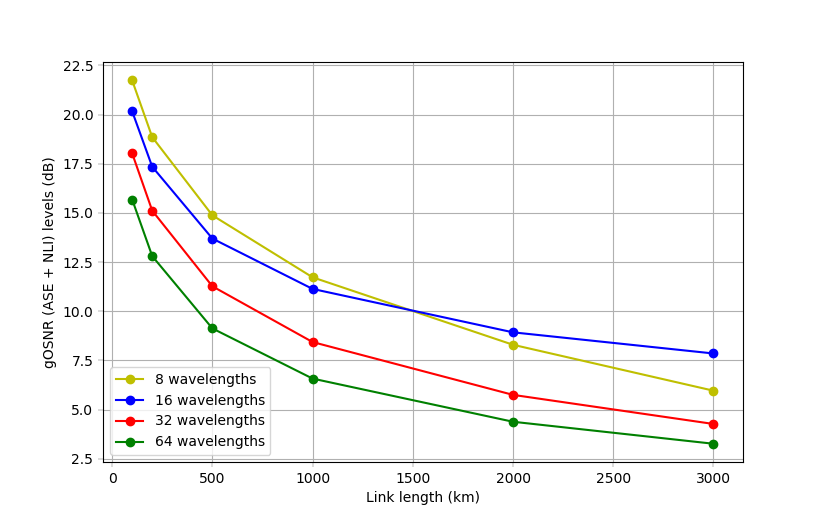 22.5
20.0
17.5
15.0
12.5
10.0
7.5
5.0
2.5
gOSNR (ASE + NLI) levels (dB)
8 wavelengths
16 wavelengths
32 wavelengths
64 wavelengths
0 500 1000 1500 2000 2500 3000
Link length (km)